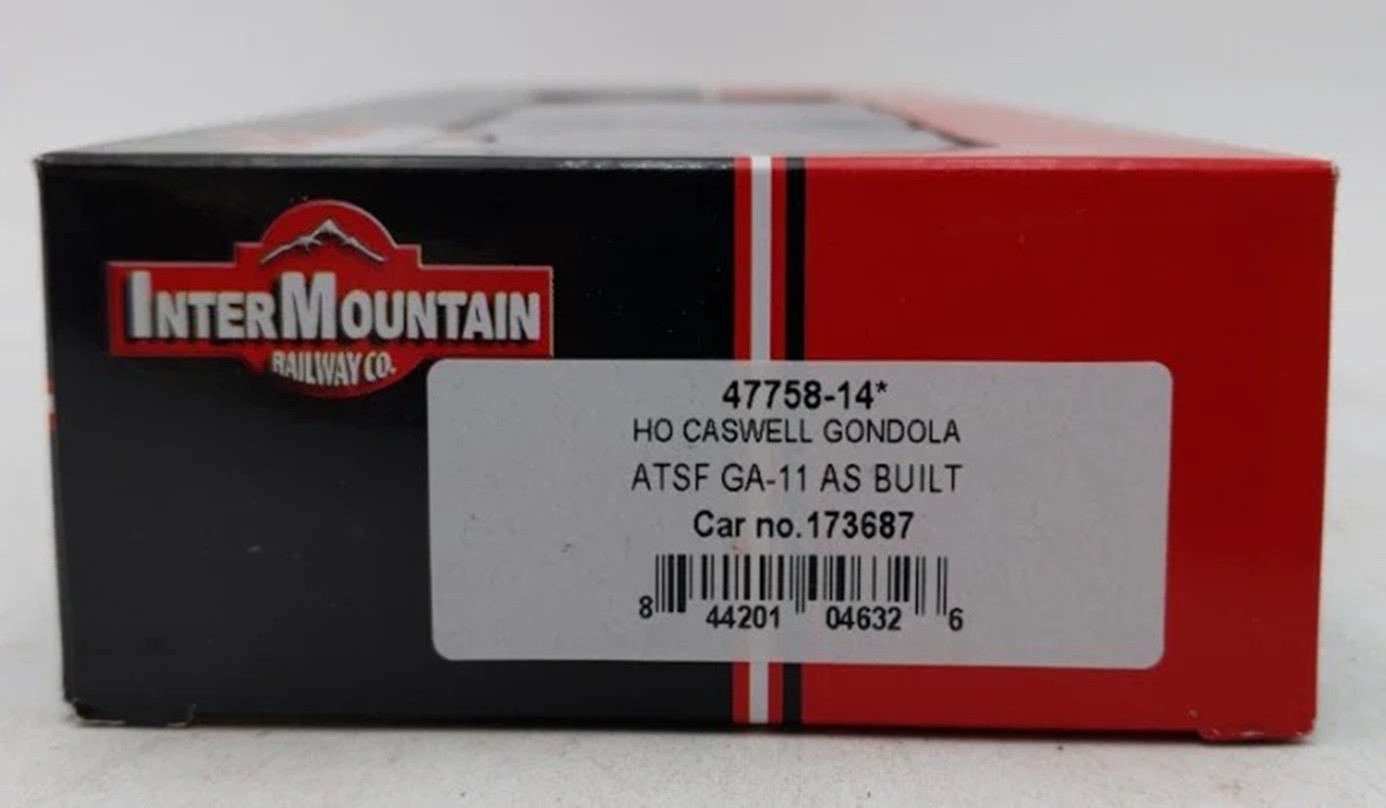 INTERMOUNTAIN
RAILWAY CO.
47758-14*
HO CASWELL GONDOLA
ATSF GA-11 AS BUILT
Car no.173687
8 44201 04632 6